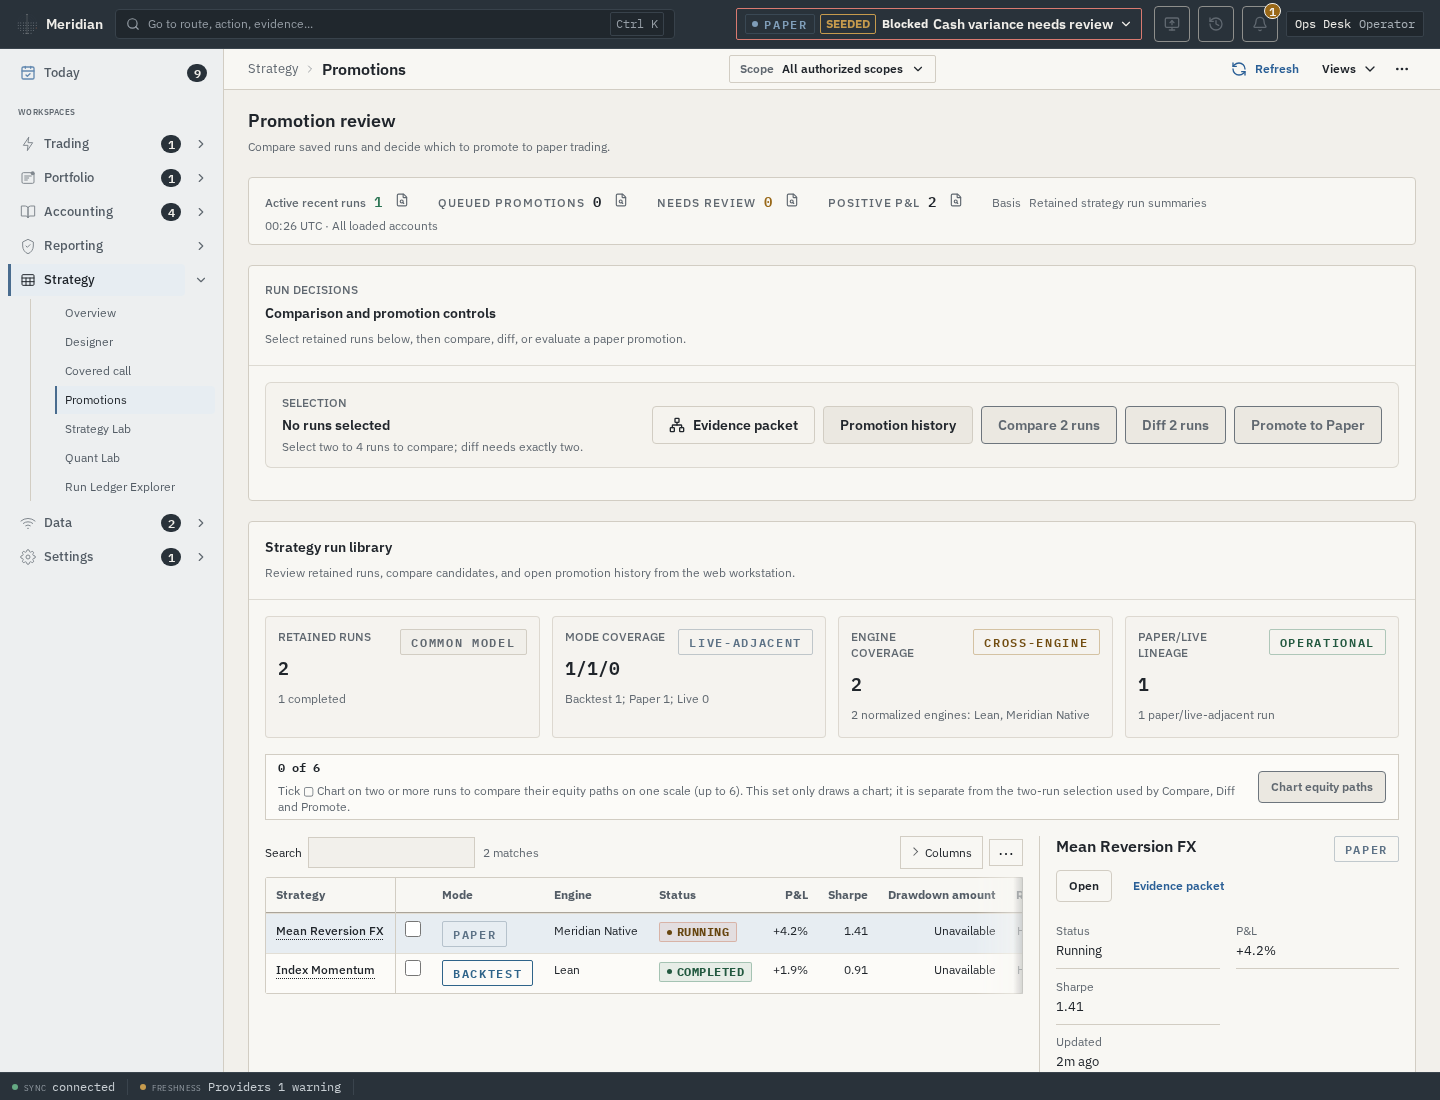 Meridian
Go to route, action, evidence...
Ctrl K
PAPER
SEEDED
Blocked Cash variance needs review
1
Ops Desk Operator
Today 9
WORKSPACES
Trading 1
Portfolio 1
Accounting 4
Reporting
Strategy
Overview
Designer
Covered call
Promotions
Strategy Lab
Quant Lab
Run Ledger Explorer
Data 2
Settings 1
Strategy
Promotions
Scope All authorized scopes
Refresh
Views
Promotion review
Compare saved runs and decide which to promote to paper trading.
Active recent runs 1
QUEUED PROMOTIONS 0
NEEDS REVIEW 0
POSITIVE P&L 2
Basis Retained strategy run summaries
00:26 UTC · All loaded accounts
RUN DECISIONS
Comparison and promotion controls
Select retained runs below, then compare, diff, or evaluate a paper promotion.
SELECTION
No runs selected
Select two to 4 runs to compare; diff needs exactly two.
Evidence packet
Promotion history
Compare 2 runs
Diff 2 runs
Promote to Paper
Strategy run library
Review retained runs, compare candidates, and open promotion history from the web workstation.
RETAINED RUNS
COMMON MODEL
2
1 completed
MODE COVERAGE
LIVE-ADJACENT
1/1/0
Backtest 1; Paper 1; Live 0
ENGINE
COVERAGE
CROSS-ENGINE
2
2 normalized engines: Lean, Meridian Native
PAPER/LIVE
LINEAGE
OPERATIONAL
1
1 paper/live-adjacent run
0 of 6
Tick ▢ Chart on two or more runs to compare their equity paths on one scale (up to 6). This set only draws a chart; it is separate from the two-run selection used by Compare, Diff
and Promote.
Chart equity paths
Search
2 matches
Columns
Strategy Mode Engine Status P&L Sharpe Drawdown amount
Mean Reversion FX PAPER Meridian Native RUNNING +4.2% 1.41 Unavailable
Index Momentum BACKTEST Lean COMPLETED +1.9% 0.91 Unavailable
Mean Reversion FX
PAPER
Open
Evidence packet
Status
Running
P&L
+4.2%
Sharpe
1.41
Updated
2m ago
SYNC connected
FRESHNESS Providers 1 warning